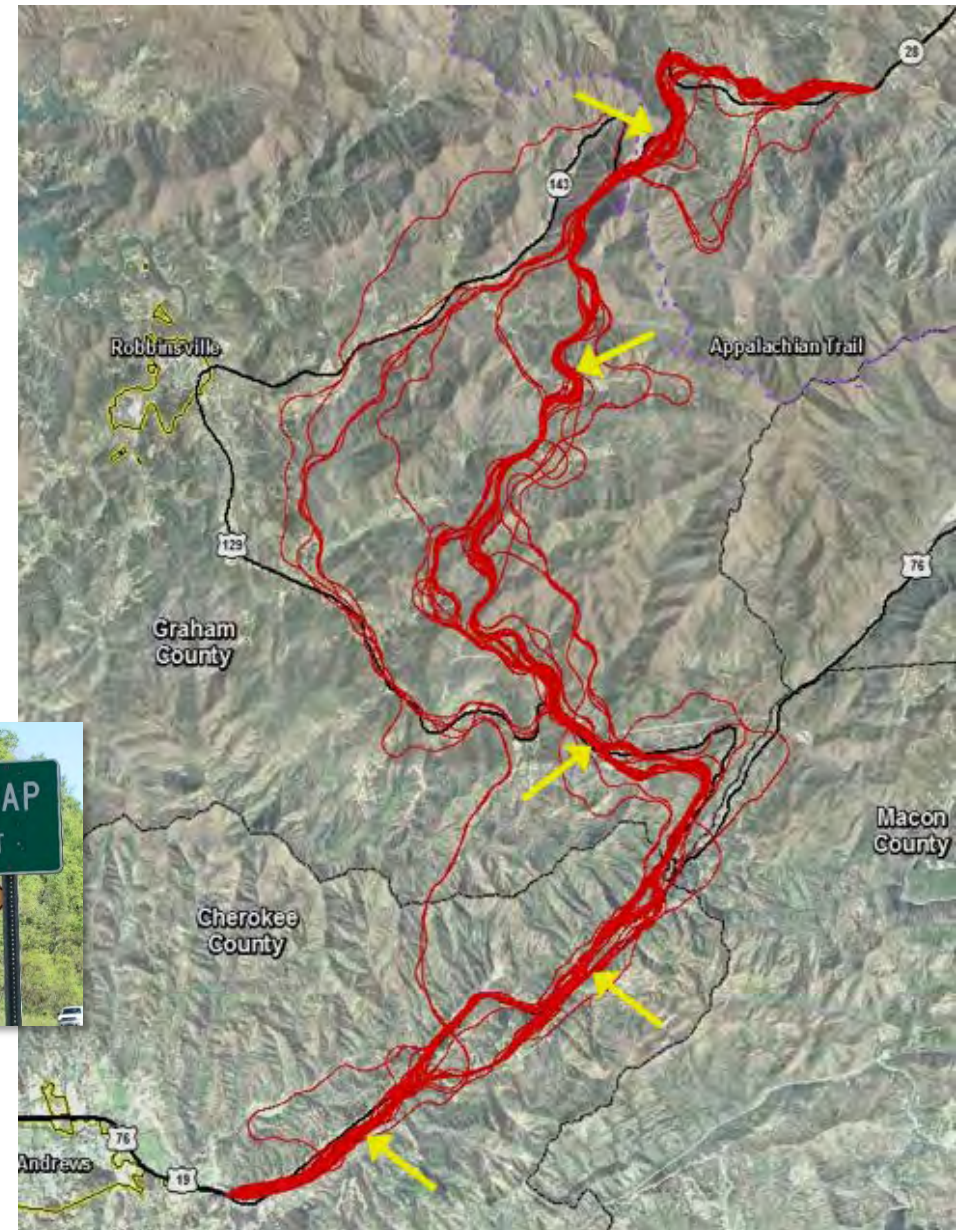 28
143
Robbinsville
Appalachian Trail
129
76
Graham
County
Macon
County
AP
Cherokee
County
76
Andrews
19